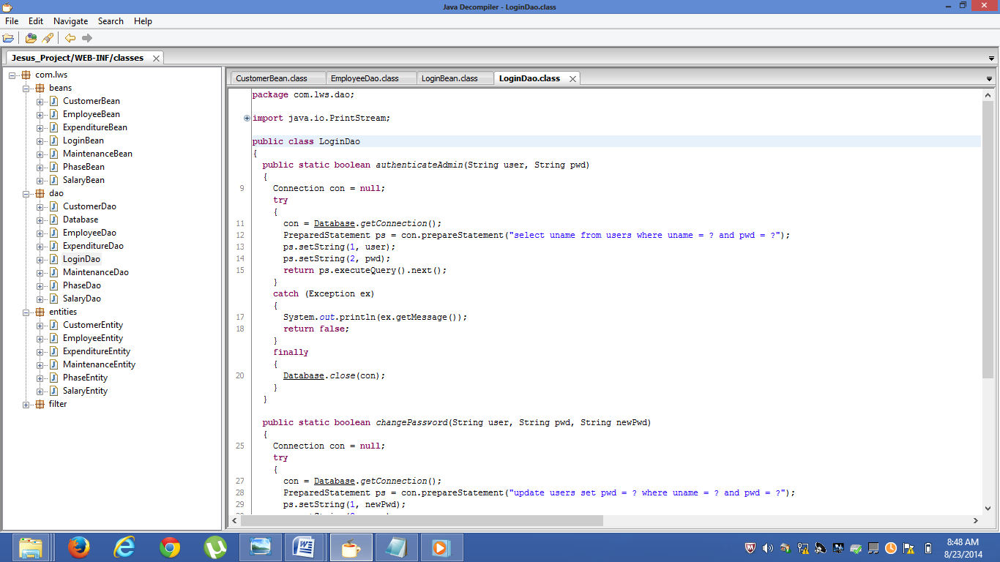 Java Decompiler - LoginDao.class
File Edit Navigate Search Help
Jesus_Project/WEB-INF/classes
com.lws
beans
CustomerBean
EmployeeBean
ExpenditureBean
LoginBean
MaintenanceBean
PhaseBean
SalaryBean
dao
CustomerDao
Database
EmployeeDao
ExpenditureDao
LoginDao
MaintenanceDao
PhaseDao
SalaryDao
entities
CustomerEntity
EmployeeEntity
ExpenditureEntity
MaintenanceEntity
PhaseEntity
SalaryEntity
filter
CustomerBean.class EmployeeDao.class LoginBean.class LoginDao.class
package com.lws.dao;
import java.io.PrintStream;
public class LoginDao
{
public static boolean authenticateAdmin(String user, String pwd)
{
9 Connection con = null;
try
{
11 con = Database.getConnection();
12 PreparedStatement ps = con.prepareStatement("select uname from users where uname = ? and pwd = ?");
13 ps.setString(1, user);
14 ps.setString(2, pwd);
15 return ps.executeQuery().next();
}
catch (Exception ex)
{
17 System.out.println(ex.getMessage());
18 return false;
}
finally
{
20 Database.close(con);
}
}
public static boolean changePassword(String user, String pwd, String newPwd)
{
25 Connection con = null;
try
{
27 con = Database.getConnection();
28 PreparedStatement ps = con.prepareStatement("update users set pwd = ? where uname = ? and pwd = ?");
29 ps.setString(1, newPwd);
8:48 AM
8/23/2014